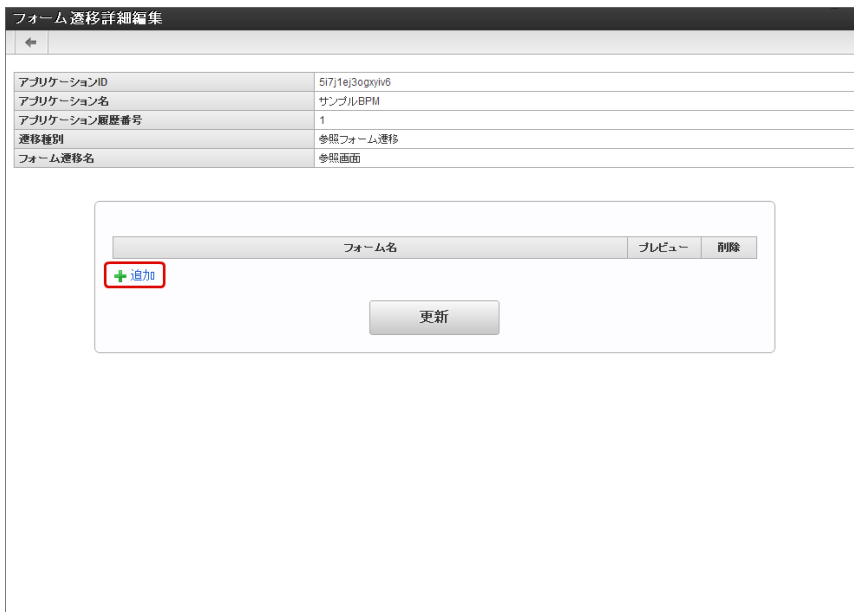 フォーム遷移詳細編集
アプリケーションID 5i7j1ej3ogxyiv6
アプリケーション名 サンプルBPM
アプリケーション履歴番号 1
遷移種別 参照フォーム遷移
フォーム遷移名 参照画面
フォーム名 プレビュー 削除
追加
更新